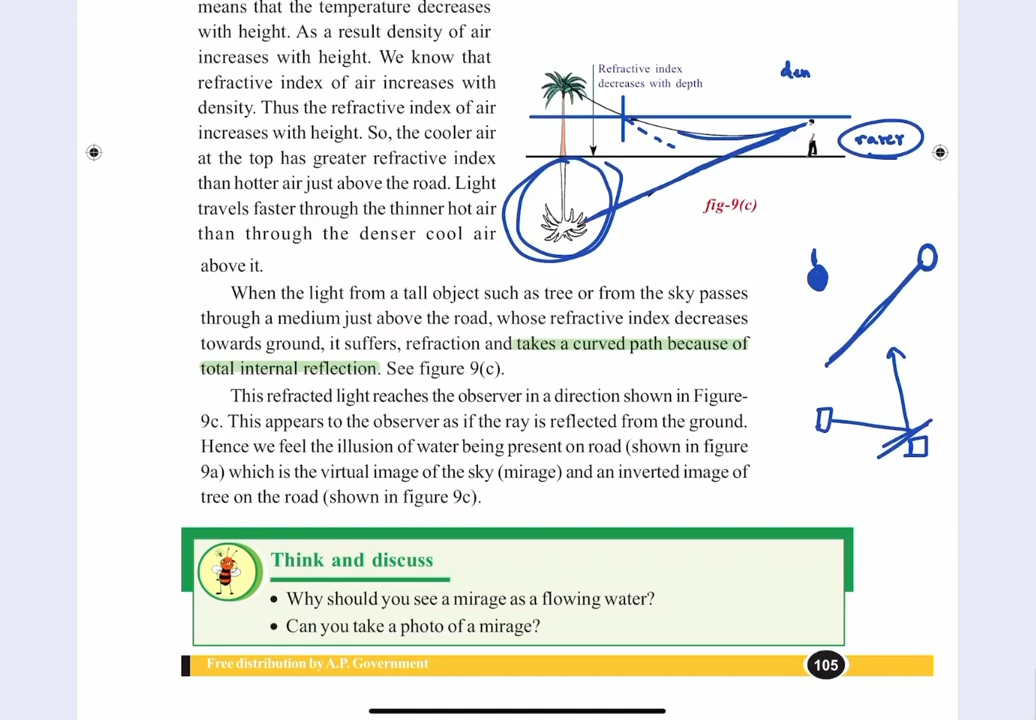 means that the temperature decreases
with height. As a result density of air
increases with height. We know that
refractive index of air increases with
density. Thus the refractive index of air
increases with height. So, the cooler air
at the top has greater refractive index
than hotter air just above the road. Light
travels faster through the thinner hot air
than through the denser cool air
above it.
Refractive index
decreases with depth
den
rarer
fig-9(c)
When the light from a tall object such as tree or from the sky passes
through a medium just above the road, whose refractive index decreases
towards ground, it suffers, refraction and takes a curved path because of
total internal reflection. See figure 9(c).
This refracted light reaches the observer in a direction shown in Figure-
9c. This appears to the observer as if the ray is reflected from the ground.
Hence we feel the illusion of water being present on road (shown in figure
9a) which is the virtual image of the sky (mirage) and an inverted image of
tree on the road (shown in figure 9c).
Think and discuss
• Why should you see a mirage as a flowing water?
• Can you take a photo of a mirage?
Free distribution by A.P. Government
105